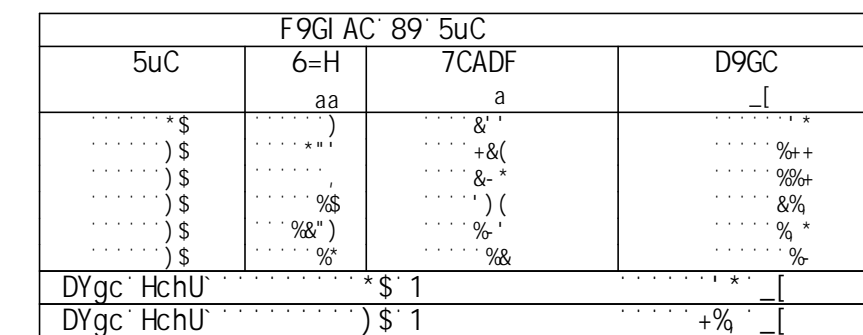 F9GI AC˙89˙5uC
5uC 6=H 7CADF D9GC
aa a _[
*$ ) &'' '*
)$ *"' +&( %++
)$ , &-* %%+
)$ %$ ')( &%,
)$ %&") %-' %,*
)$ %* %& %-
DYgc˙HchU` *$˙1 '*˙_[
DYgc˙HchU` )$˙1 +%,˙_[